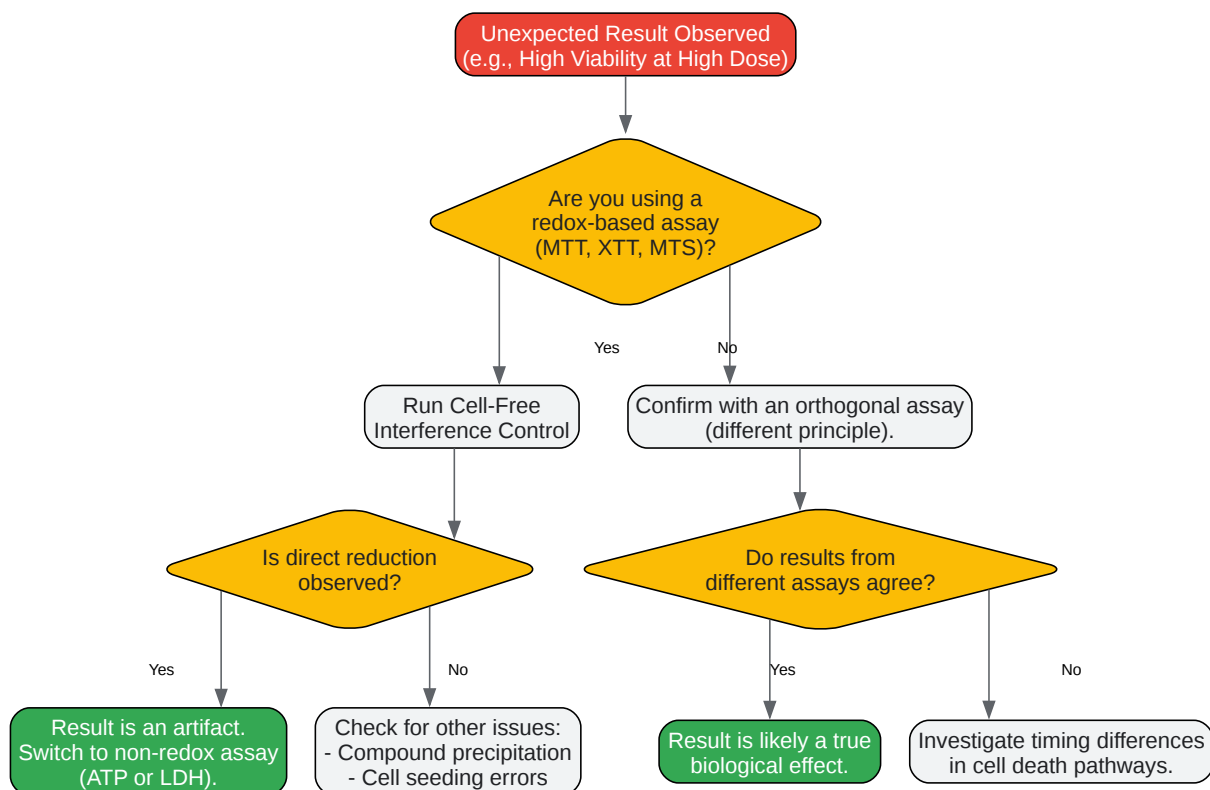 Unexpected Result Observed
(e.g., High Viability at High Dose)
Are you using a
redox-based assay
(MTT, XTT, MTS)?
Yes
No
Run Cell-Free
Interference Control
Confirm with an orthogonal assay
(different principle).
Is direct reduction
observed?
Do results from
different assays agree?
Yes
No
Yes
No
Result is an artifact.
Switch to non-redox assay
(ATP or LDH).
Check for other issues:
- Compound precipitation
- Cell seeding errors
Result is likely a true
biological effect.
Investigate timing differences
in cell death pathways.